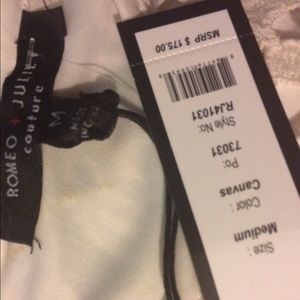 ROMEO + JULIET
couture
M
MSRP $ 175.00
Style No:
RJ41031
Po:
73031
Color :
Canvas
Size :
Medium